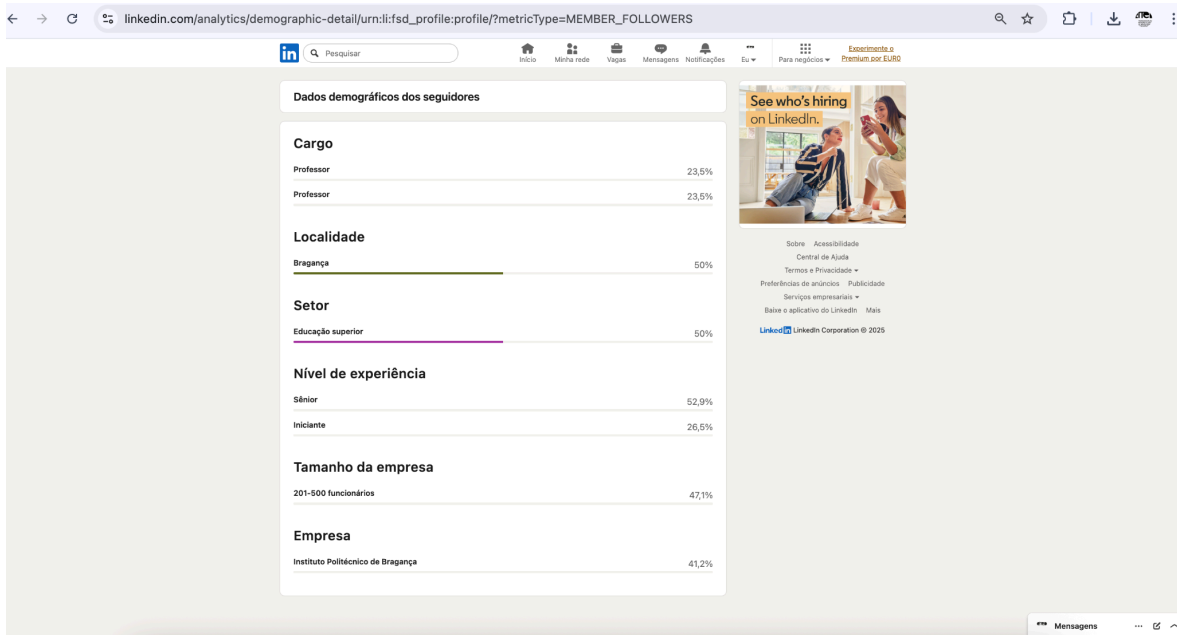 linkedin.com/analytics/demographic-detail/urn:li:fsd_profile:profile/?metricType=MEMBER_FOLLOWERS
in
Pesquisar
Início
Minha rede
Vagas
Mensagens
Notificações
Eu
Para negócios
Experimente o
Premium por EUR0
Dados demográficos dos seguidores
Cargo
Professor 23,5%
Professor 23,5%
Localidade
Bragança 50%
Setor
Educação superior 50%
Nível de experiência
Sênior 52,9%
Iniciante 26,5%
Tamanho da empresa
201-500 funcionários 47,1%
Empresa
Instituto Politécnico de Bragança 41,2%
See who's hiring
on LinkedIn.
Sobre Acessibilidade
Central de Ajuda
Termos e Privacidade
Preferências de anúncios Publicidade
Serviços empresariais
Baixe o aplicativo do LinkedIn Mais
LinkedIn LinkedIn Corporation © 2025
Mensagens